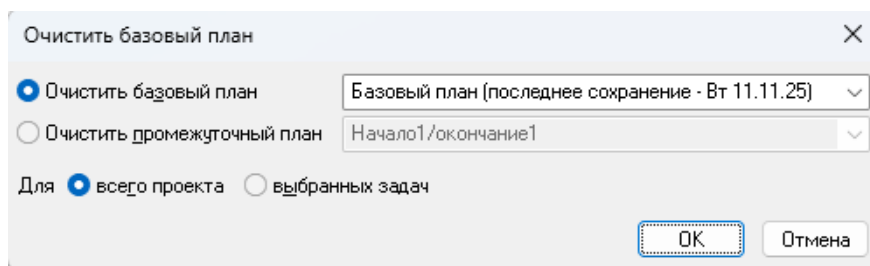 Очистить базовый план
Очистить базовый план Базовый план (последнее сохранение - Вт 11.11.25)
Очистить промежуточный план Начало1/окончание1
Для всего проекта выбранных задач
OK Отмена